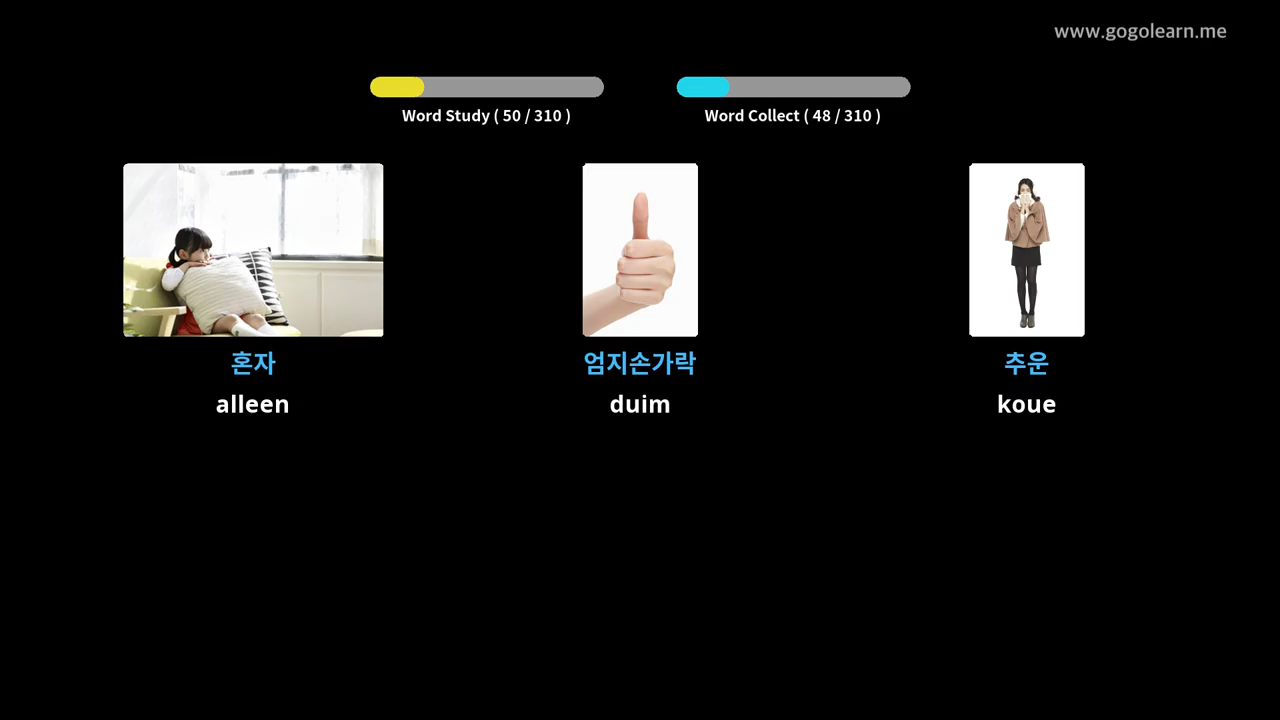 www.gogolearn.me
Word Study ( 50 / 310 )
Word Collect ( 48 / 310 )
혼자
엄지손가락
추운
alleen
duim
koue